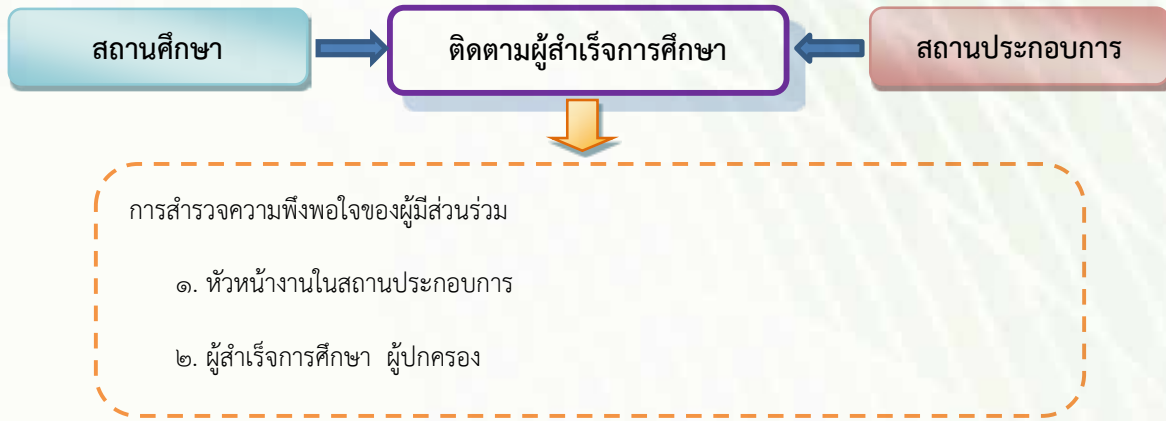 สถานศึกษา
ติดตามผู้สำเร็จการศึกษา
สถานประกอบการ
การสำรวจความพึงพอใจของผู้มีส่วนร่วม
๑. หัวหน้างานในสถานประกอบการ
๒. ผู้สำเร็จการศึกษา ผู้ปกครอง